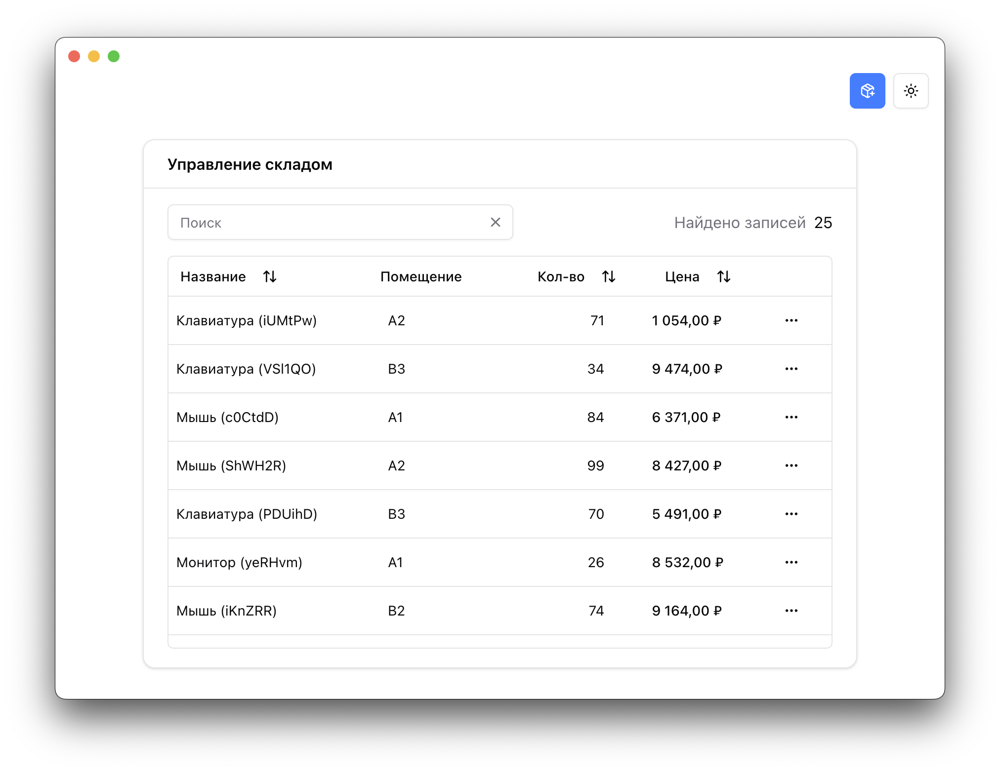 Управление складом
Поиск
Найдено записей 25
Название Помещение Кол-во Цена
Клавиатура (iUMtPw) A2 71 1 054,00 ₽
Клавиатура (VSl1QO) B3 34 9 474,00 ₽
Мышь (c0CtdD) A1 84 6 371,00 ₽
Мышь (ShWH2R) A2 99 8 427,00 ₽
Клавиатура (PDUihD) B3 70 5 491,00 ₽
Монитор (yeRHvm) A1 26 8 532,00 ₽
Мышь (iKnZRR) B2 74 9 164,00 ₽